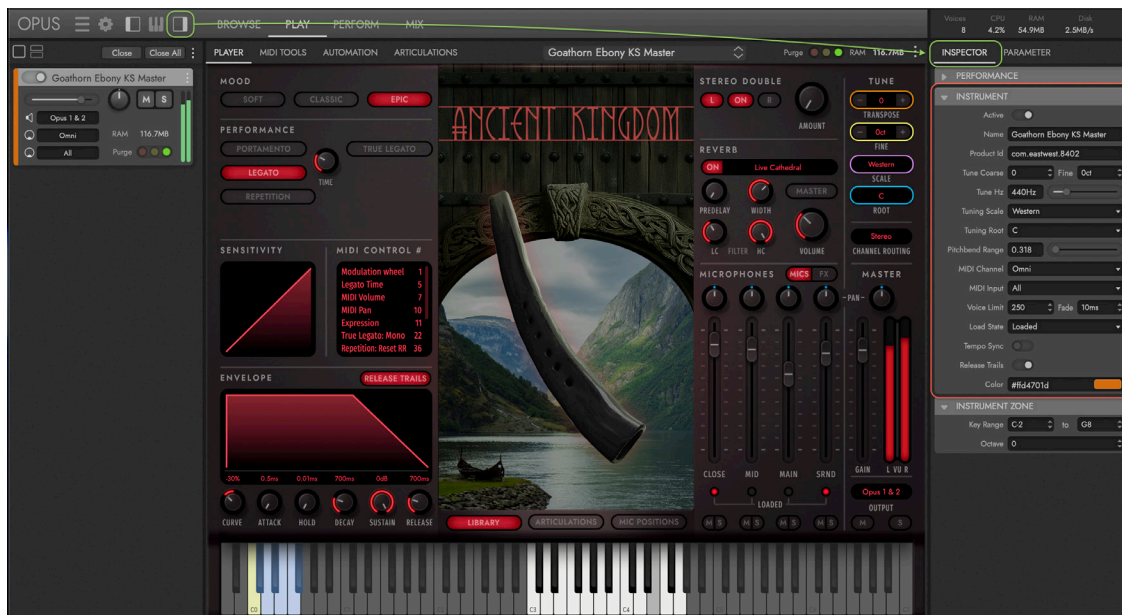 OPUS BROWSE PLAY PERFORM MIX
Voices CPU RAM Disk
8 4.2% 54.9MB 2.5MB/s
Close Close All
PLAYER MIDI TOOLS AUTOMATION ARTICULATIONS Goathorn Ebony KS Master Purge RAM 116.7MB
INSPECTOR PARAMETER
Goathorn Ebony KS Master
M S
Opus 1 & 2
Omni RAM 116.7MB
All Purge
MOOD
SOFT CLASSIC EPIC
PERFORMANCE
PORTAMENTO TRUE LEGATO
LEGATO
TIME
REPETITION
SENSITIVITY
MIDI CONTROL #
Modulation wheel 1
Legato Time 5
MIDI Volume 7
MIDI Pan 10
Expression 11
True Legato: Mono 22
Repetition: Reset RR 36
ENVELOPE RELEASE TRAILS
-30% 0.5ms 0.01ms 700ms 0dB 700ms
CURVE ATTACK HOLD DECAY SUSTAIN RELEASE
ANCIENT KINGDOM
LIBRARY ARTICULATIONS MIC POSITIONS
STEREO DOUBLE
L ON R
AMOUNT
REVERB
ON Live Cathedral
MASTER
PREDELAY WIDTH
LC FILTER HC VOLUME
MICROPHONES MICS FX
CLOSE MID MAIN SRND
LOADED
M S M S M S M S
TUNE
- 0 +
TRANSPOSE
- 0ct +
FINE
Western
SCALE
C
ROOT
Stereo
CHANNEL ROUTING
MASTER
-PAN-
GAIN L VU R
Opus 1 & 2
OUTPUT
M S
PERFORMANCE
INSTRUMENT
Active
Name Goathorn Ebony KS Master
Product Id com.eastwest.8402
Tune Coarse 0 Fine 0ct
Tune Hz 440Hz
Tuning Scale Western
Tuning Root C
Pitchbend Range 0.318
MIDI Channel Omni
MIDI Input All
Voice Limit 250 Fade 10ms
Load State Loaded
Tempo Sync
Release Trails
Color #ffd4701d
INSTRUMENT ZONE
Key Range C-2 to G8
Octave 0
C0 C3 C4